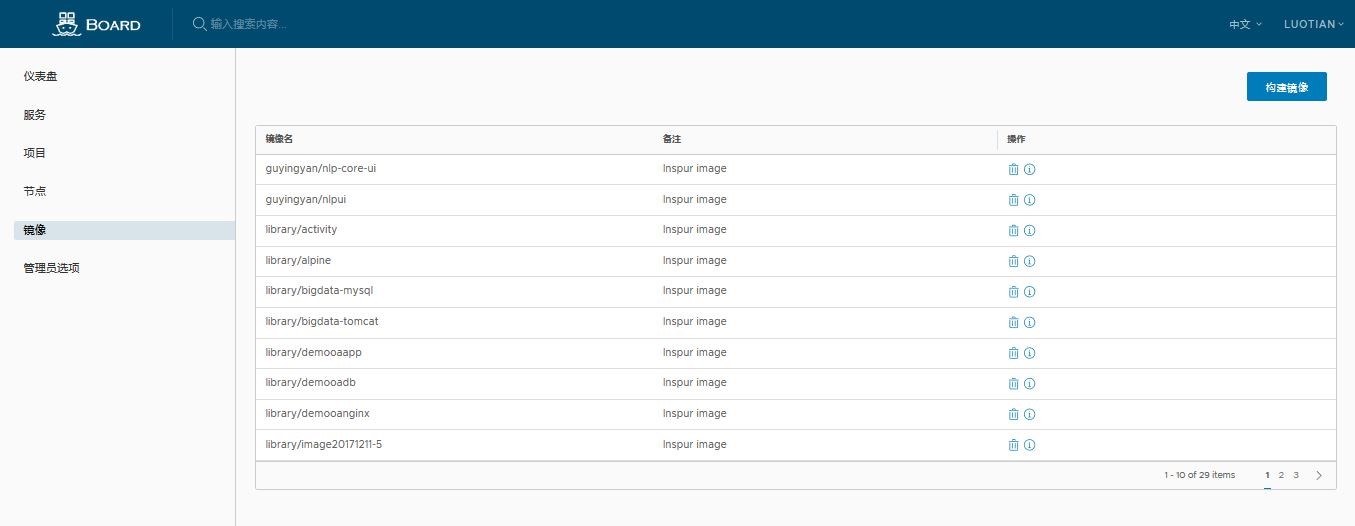 BOARD
输入搜索内容...
中文
LUOTIAN
仪表盘
服务
项目
节点
镜像
管理员选项
构建镜像
镜像名 备注 操作
guyingyan/nlp-core-ui Inspur image
guyingyan/nlpui Inspur image
library/activity Inspur image
library/alpine Inspur image
library/bigdata-mysql Inspur image
library/bigdata-tomcat Inspur image
library/demooaapp Inspur image
library/demooadb Inspur image
library/demooanginx Inspur image
library/image20171211-5 Inspur image
1 - 10 of 29 items 1 2 3